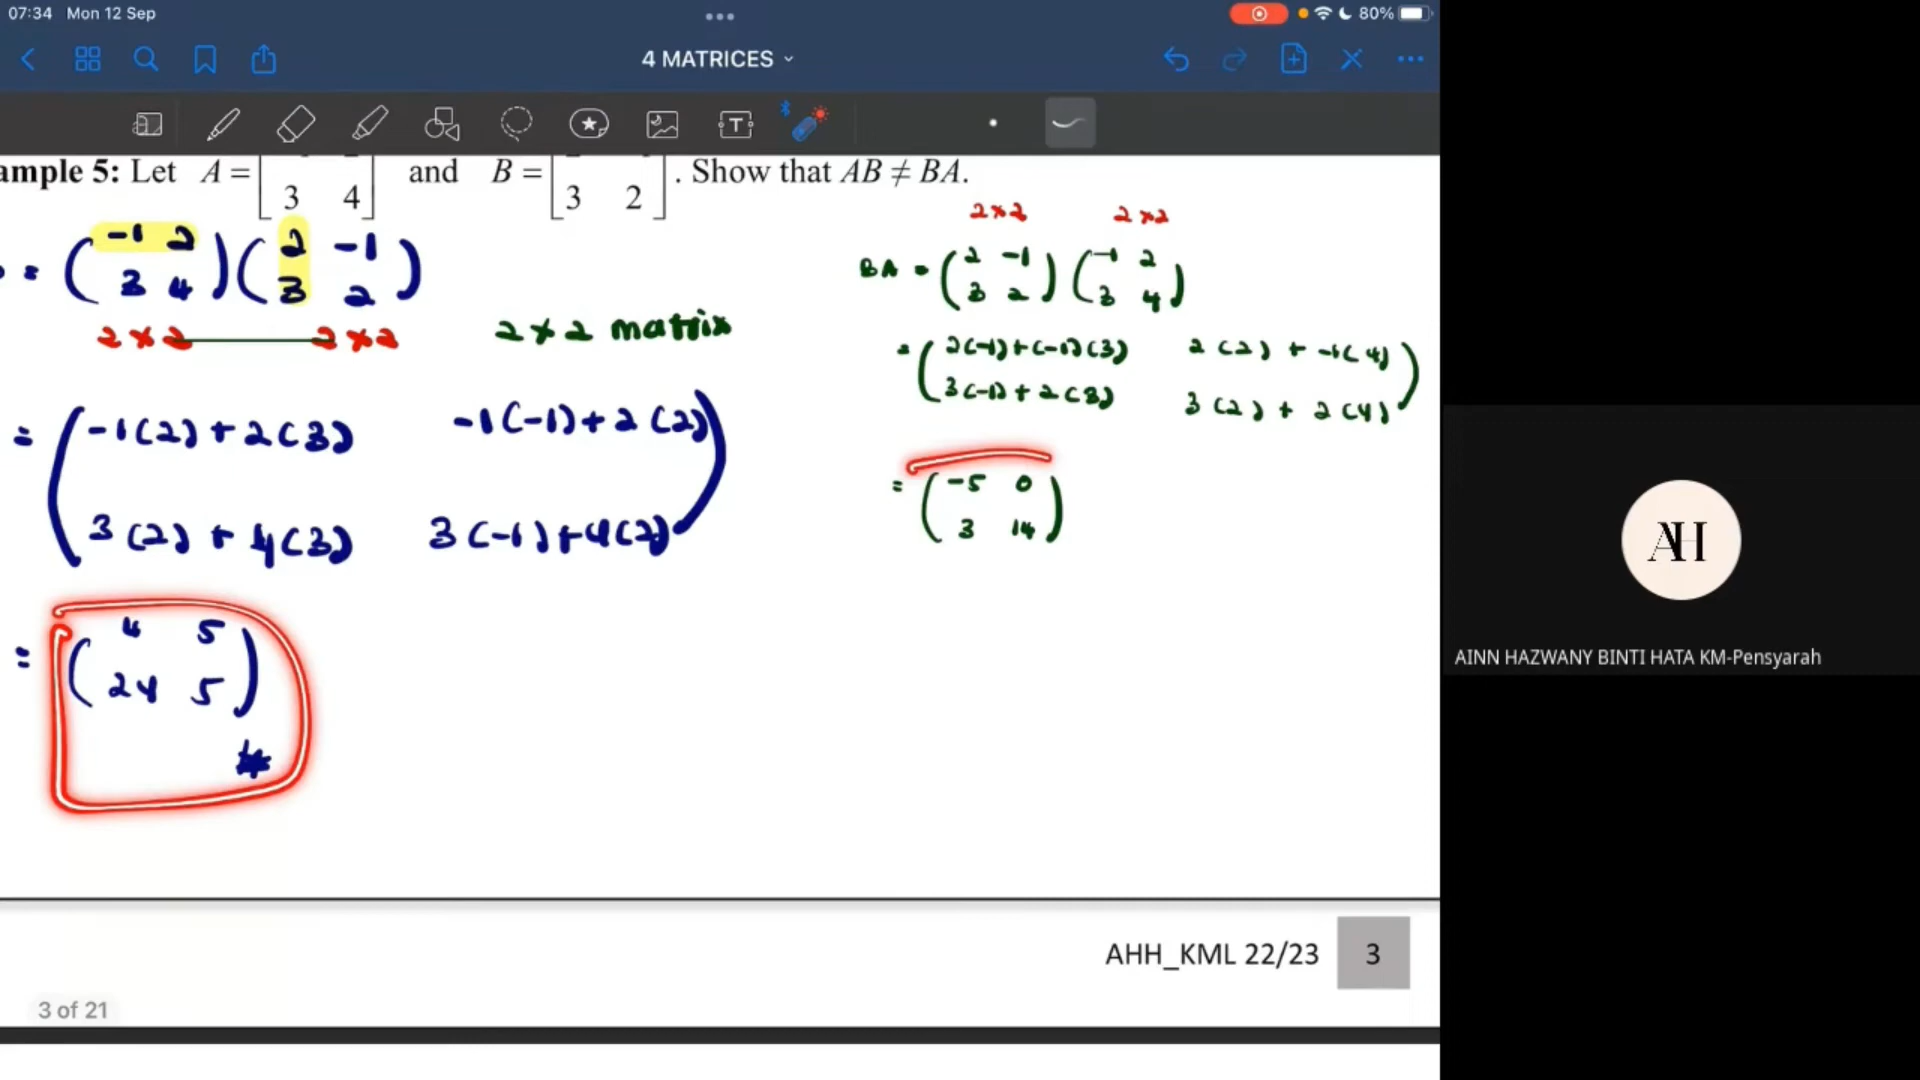 07:34 Mon 12 Sep
80%
4 MATRICES
T
ample 5: Let A = [3 4] and B = [3 2]. Show that AB ≠ BA.
= (-1 2) (2 -1)
3 4 3 2
2×2 2×2 2×2 matrix
= (-1(2)+2(3) -1(-1)+2(2)
3(2)+4(3) 3(-1)+4(2))
= (4 5
24 5)
2×2 2×2
BA = (2 -1) (-1 2)
3 2 3 4
= (2(-1)+(-1)(3) 2(2)+-1(4)
3(-1)+2(3) 3(2)+2(4))
= (-5 0
3 14)
AH
AINN HAZWANY BINTI HATA KM-Pensyarah
AHH_KML 22/23 3
3 of 21